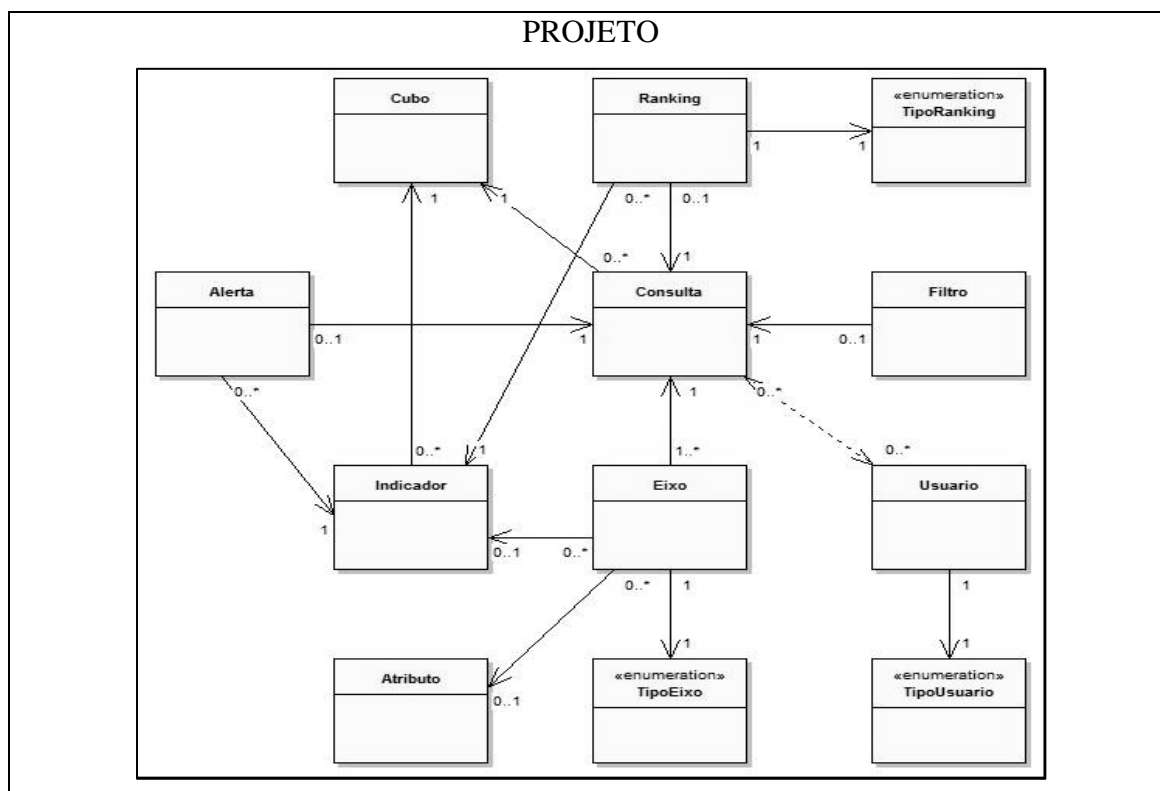 PROJETO
Cubo
Ranking
«enumeration»
TipoRanking
1
1
1
1
0..*
0..1
0..*
1
Alerta
Consulta
Filtro
0..1
1
1
0..1
0..*
1
0..*
0..*
1
1..*
0..*
Indicador
Eixo
Usuario
1
0..1
0..*
0..*
1
1
Atributo
0..1
1
«enumeration»
TipoEixo
1
«enumeration»
TipoUsuario